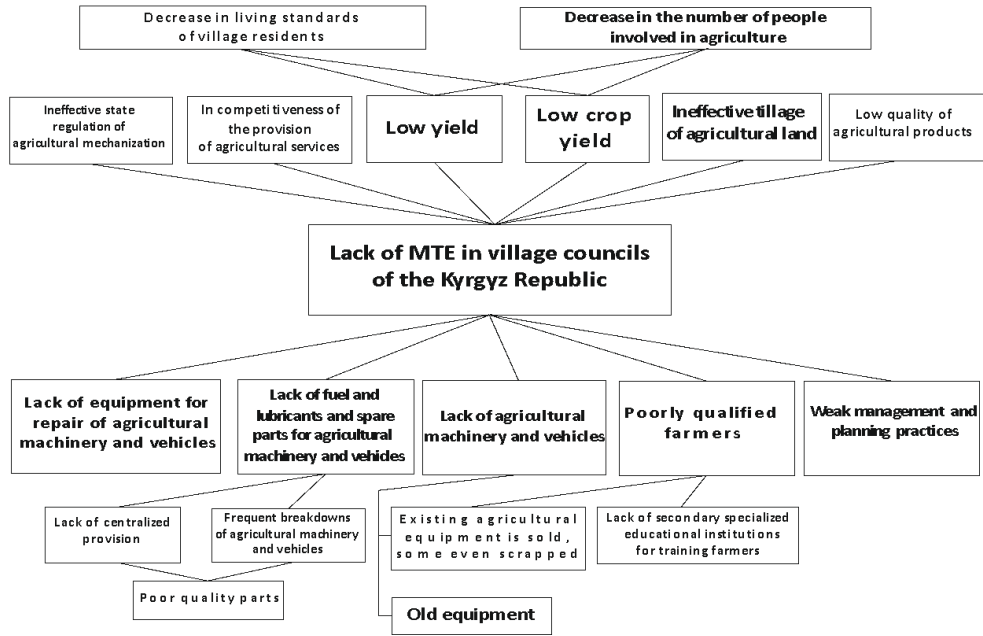 Decrease in living standards
of village residents
Decrease in the number of people
involved in agriculture
Ineffective state
regulation of
agricultural mechanization
In competitiveness of
the provision
of agricultural services
Low yield
Low crop
yield
Ineffective tillage
of agricultural land
Low quality of
agricultural products
Lack of MTE in village councils
of the Kyrgyz Republic
Lack of equipment for
repair of agricultural
machinery and vehicles
Lack of fuel and
lubricants and spare
parts for agricultural
machinery and vehicles
Lack of agricultural
machinery and vehicles
Poorly qualified
farmers
Weak management and
planning practices
Lack of centralized
provision
Frequent breakdowns
of agricultural machinery
and vehicles
Existing agricultural
equipment is sold,
some even scrapped
Lack of secondary specialized
educational institutions
for training farmers
Poor quality parts
Old equipment